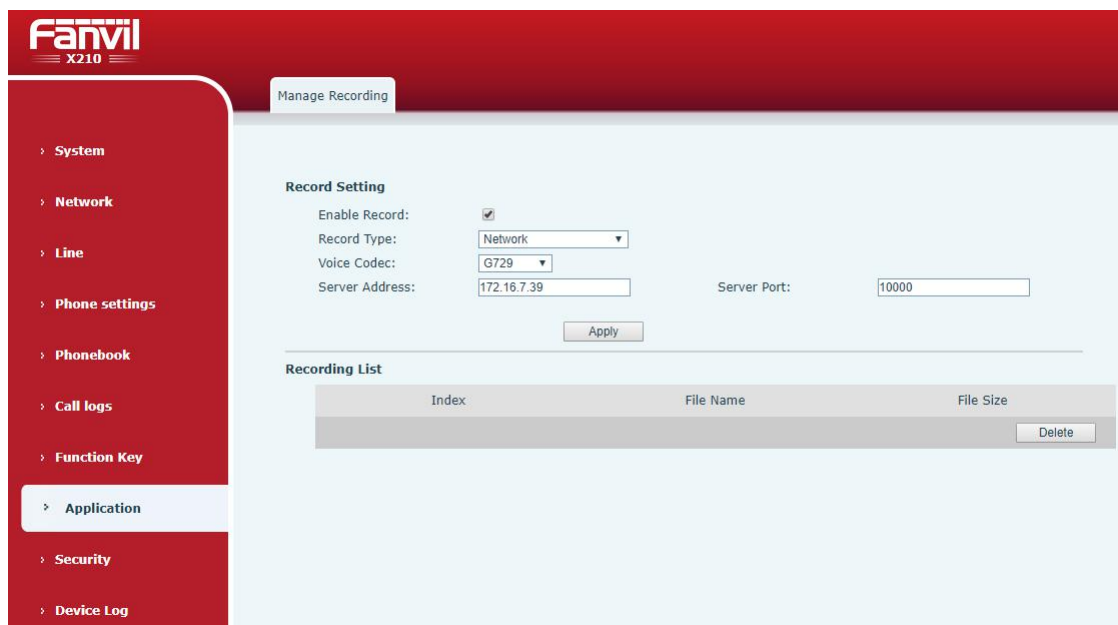 Fanvil
X210
Manage Recording
System
Network
Line
Phone settings
Phonebook
Call logs
Function Key
Application
Security
Device Log
Record Setting
Enable Record:
Record Type: Network
Voice Codec: G729
Server Address: 172.16.7.39 Server Port: 10000
Apply
Recording List
Index File Name File Size
Delete